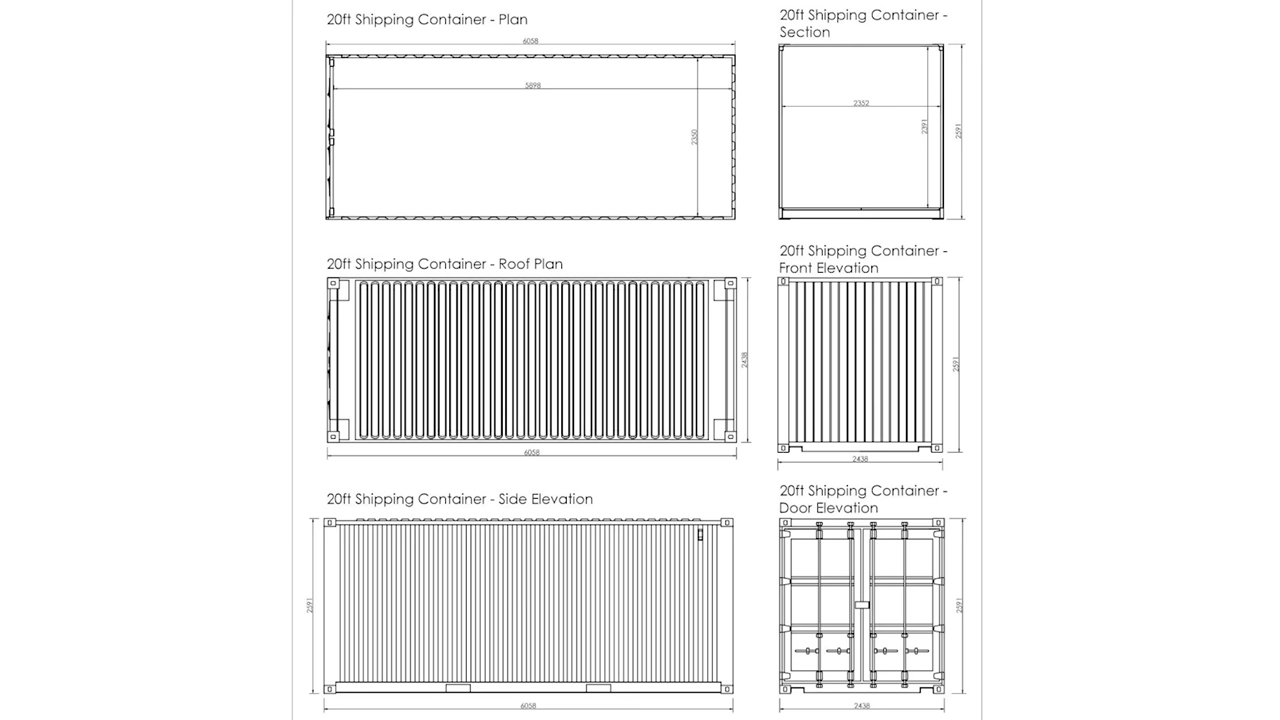 20ft Shipping Container - Plan
6058
5898
2350
20ft Shipping Container -
Section
2352
2391
2591
20ft Shipping Container - Roof Plan
2438
6058
20ft Shipping Container -
Front Elevation
2591
2438
20ft Shipping Container - Side Elevation
2591
6058
20ft Shipping Container -
Door Elevation
2591
2438